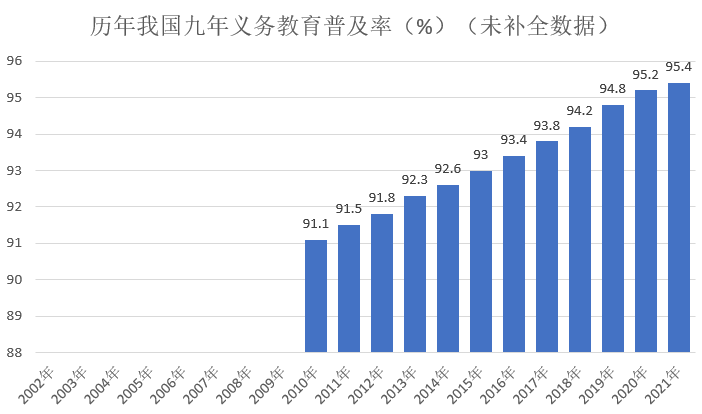 历年我国九年义务教育普及率（%）（未补全数据）
96
95
94
93
92
91
90
89
88
91.1
91.5
91.8
92.3
92.6
93
93.4
93.8
94.2
94.8
95.2
95.4
2002年
2003年
2004年
2005年
2006年
2007年
2008年
2009年
2010年
2011年
2012年
2013年
2014年
2015年
2016年
2017年
2018年
2019年
2020年
2021年